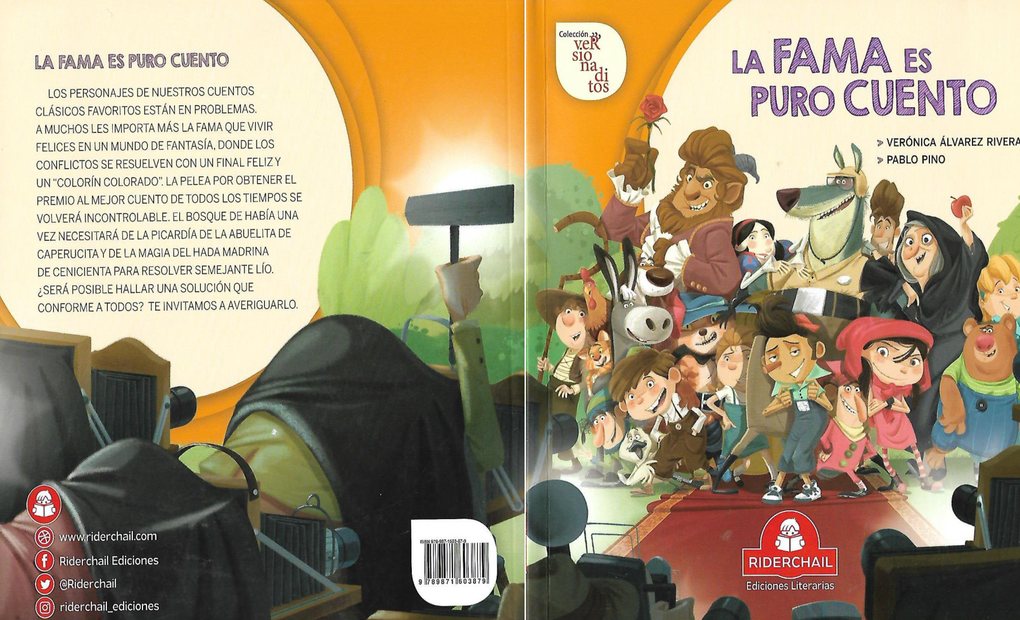 LA FAMA ES PURO CUENTO
LOS PERSONAJES DE NUESTROS CUENTOS
CLÁSICOS FAVORITOS ESTÁN EN PROBLEMAS.
A MUCHOS LES IMPORTA MÁS LA FAMA QUE VIVIR
FELICES EN UN MUNDO DE FANTASÍA, DONDE LOS
CONFLICTOS SE RESUELVEN CON UN FINAL FELIZ Y
UN “COLORÍN COLORADO”. LA PELEA POR OBTENER EL
PREMIO AL MEJOR CUENTO DE TODOS LOS TIEMPOS SE
VOLVERÁ INCONTROLABLE. EL BOSQUE DE HABÍA UNA
VEZ NECESITARÁ DE LA PICARDÍA DE LA ABUELITA DE
CAPERUCITA Y DE LA MAGIA DEL HADA MADRINA
DE CENICIENTA PARA RESOLVER SEMEJANTE LÍO.
¿SERÁ POSIBLE HALLAR UNA SOLUCIÓN QUE
CONFORME A TODOS? TE INVITAMOS A AVERIGUARLO.
www.riderchail.com
Riderchail Ediciones
@Riderchail
riderchail_ediciones
9 789871 603879
Colección
veR
sio
na
di
tos
LA FAMA ES
PURO CUENTO
» VERÓNICA ÁLVAREZ RIVERA
» PABLO PINO
RIDERCHAIL
Ediciones Literarias